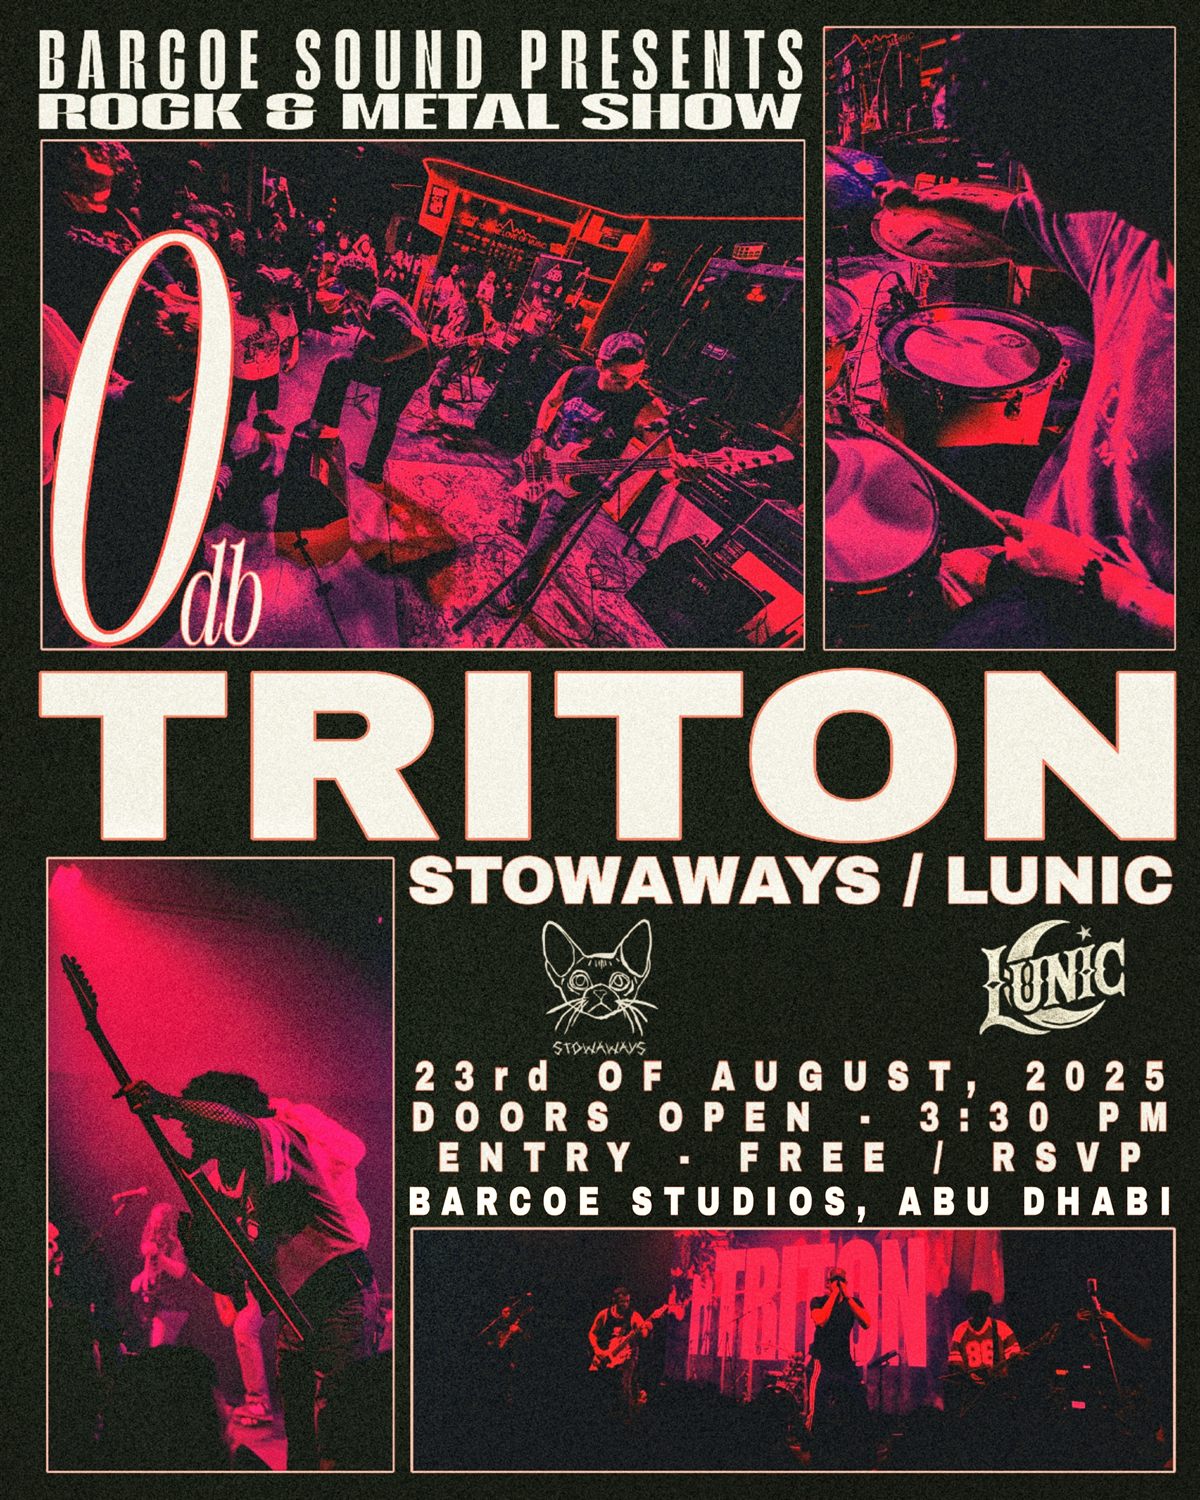 BARCOE SOUND PRESENTS
ROCK & METAL SHOW
0db
TRITON
STOWAWAYS / LUNIC
STOWAWAYS
LUNIC
23rd OF AUGUST, 2025
DOORS OPEN - 3:30 PM
ENTRY - FREE / RSVP
BARCOE STUDIOS, ABU DHABI
TRITON
86